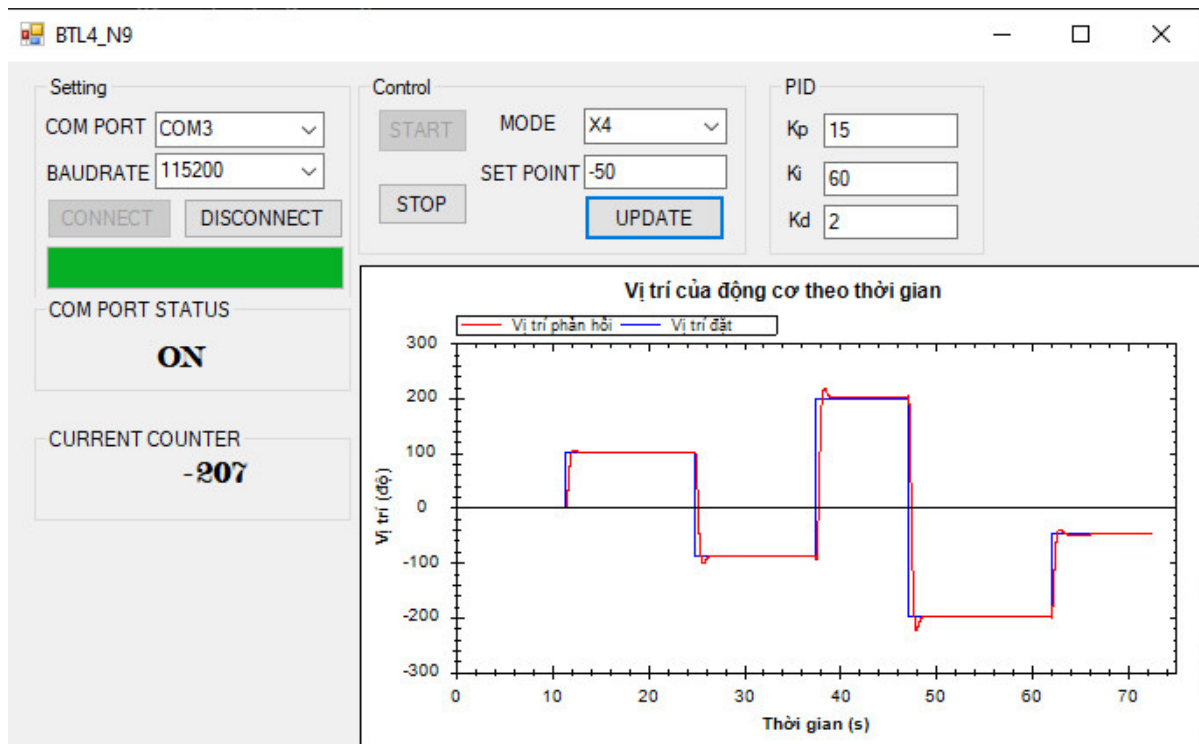 BTL4_N9
Setting
COM PORT COM3
BAUDRATE 115200
CONNECT DISCONNECT
COM PORT STATUS
ON
CURRENT COUNTER
-207
Control
START MODE X4
SET POINT -50
STOP UPDATE
PID
Kp 15
Ki 60
Kd 2
Vị trí của động cơ theo thời gian
Vị trí phản hồi Vị trí đặt
Vị trí (độ)
300
200
100
0
-100
-200
-300
0 10 20 30 40 50 60 70
Thời gian (s)